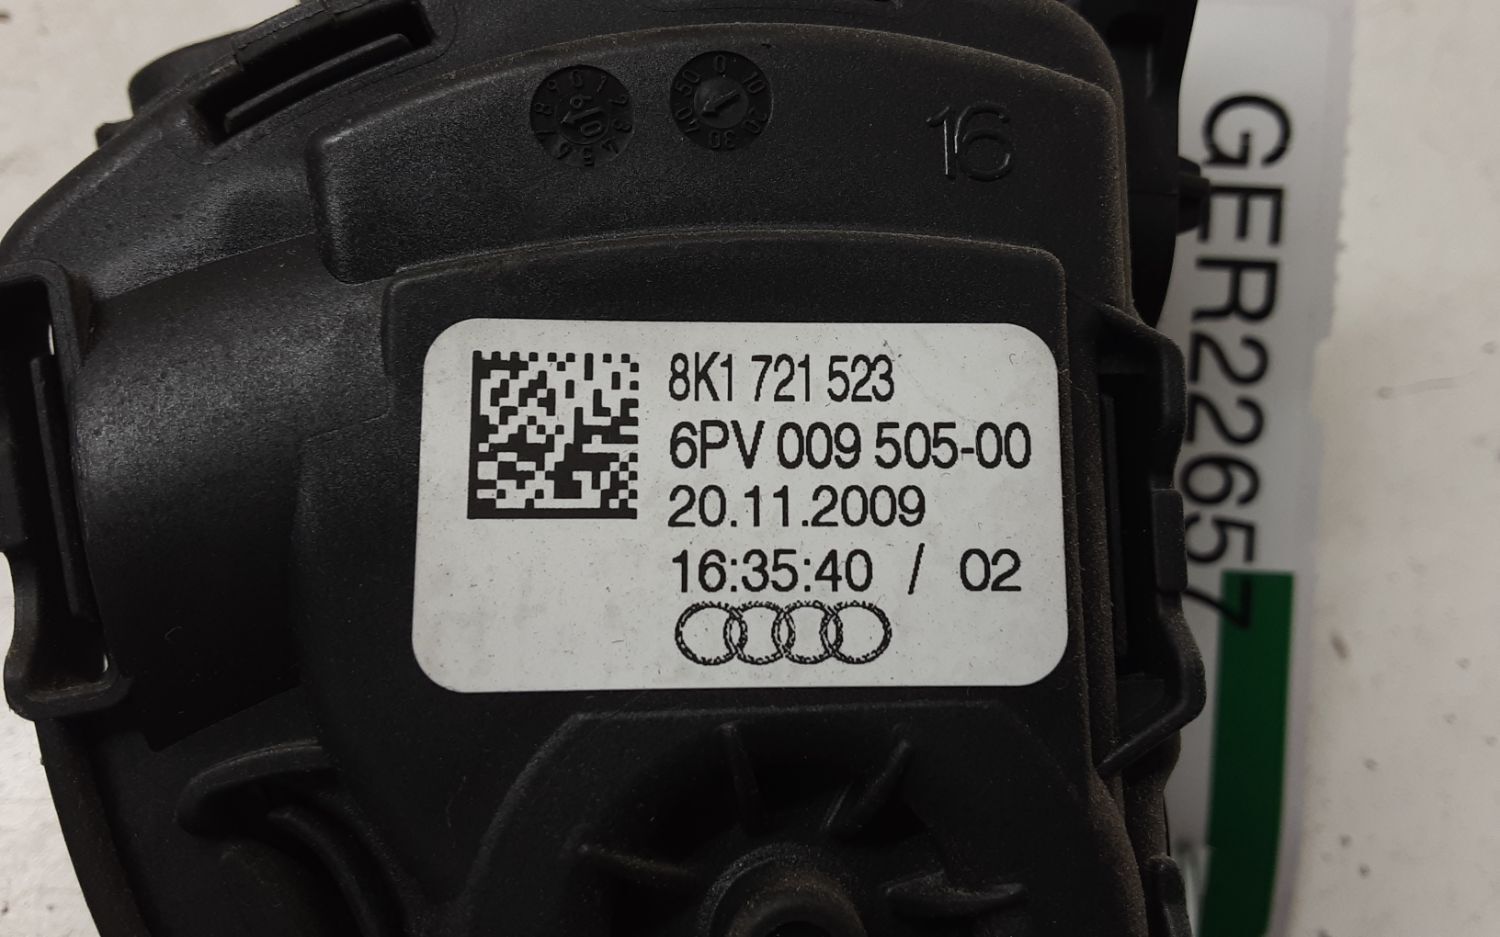 16
8K1 721 523
6PV 009 505-00
20.11.2009
16:35:40 / 02
GER22657